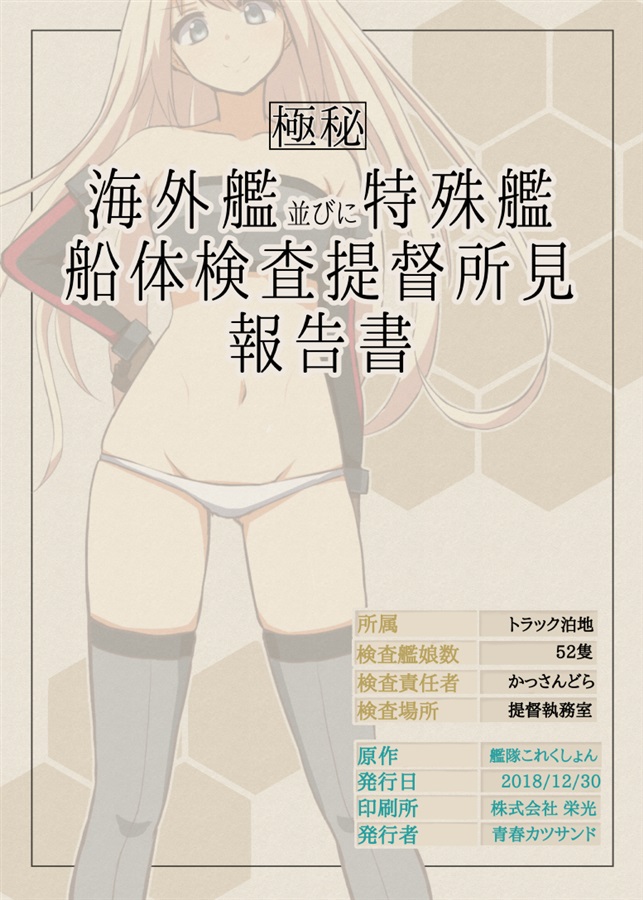 極秘
海外艦並びに特殊艦
船体検査提督所見
報告書
所属 トラック泊地
検査艦娘数 52隻
検査責任者 かっさんどら
検査場所 提督執務室
原作 艦隊これくしょん
発行日 2018/12/30
印刷所 株式会社 栄光
発行者 青春カツサンド